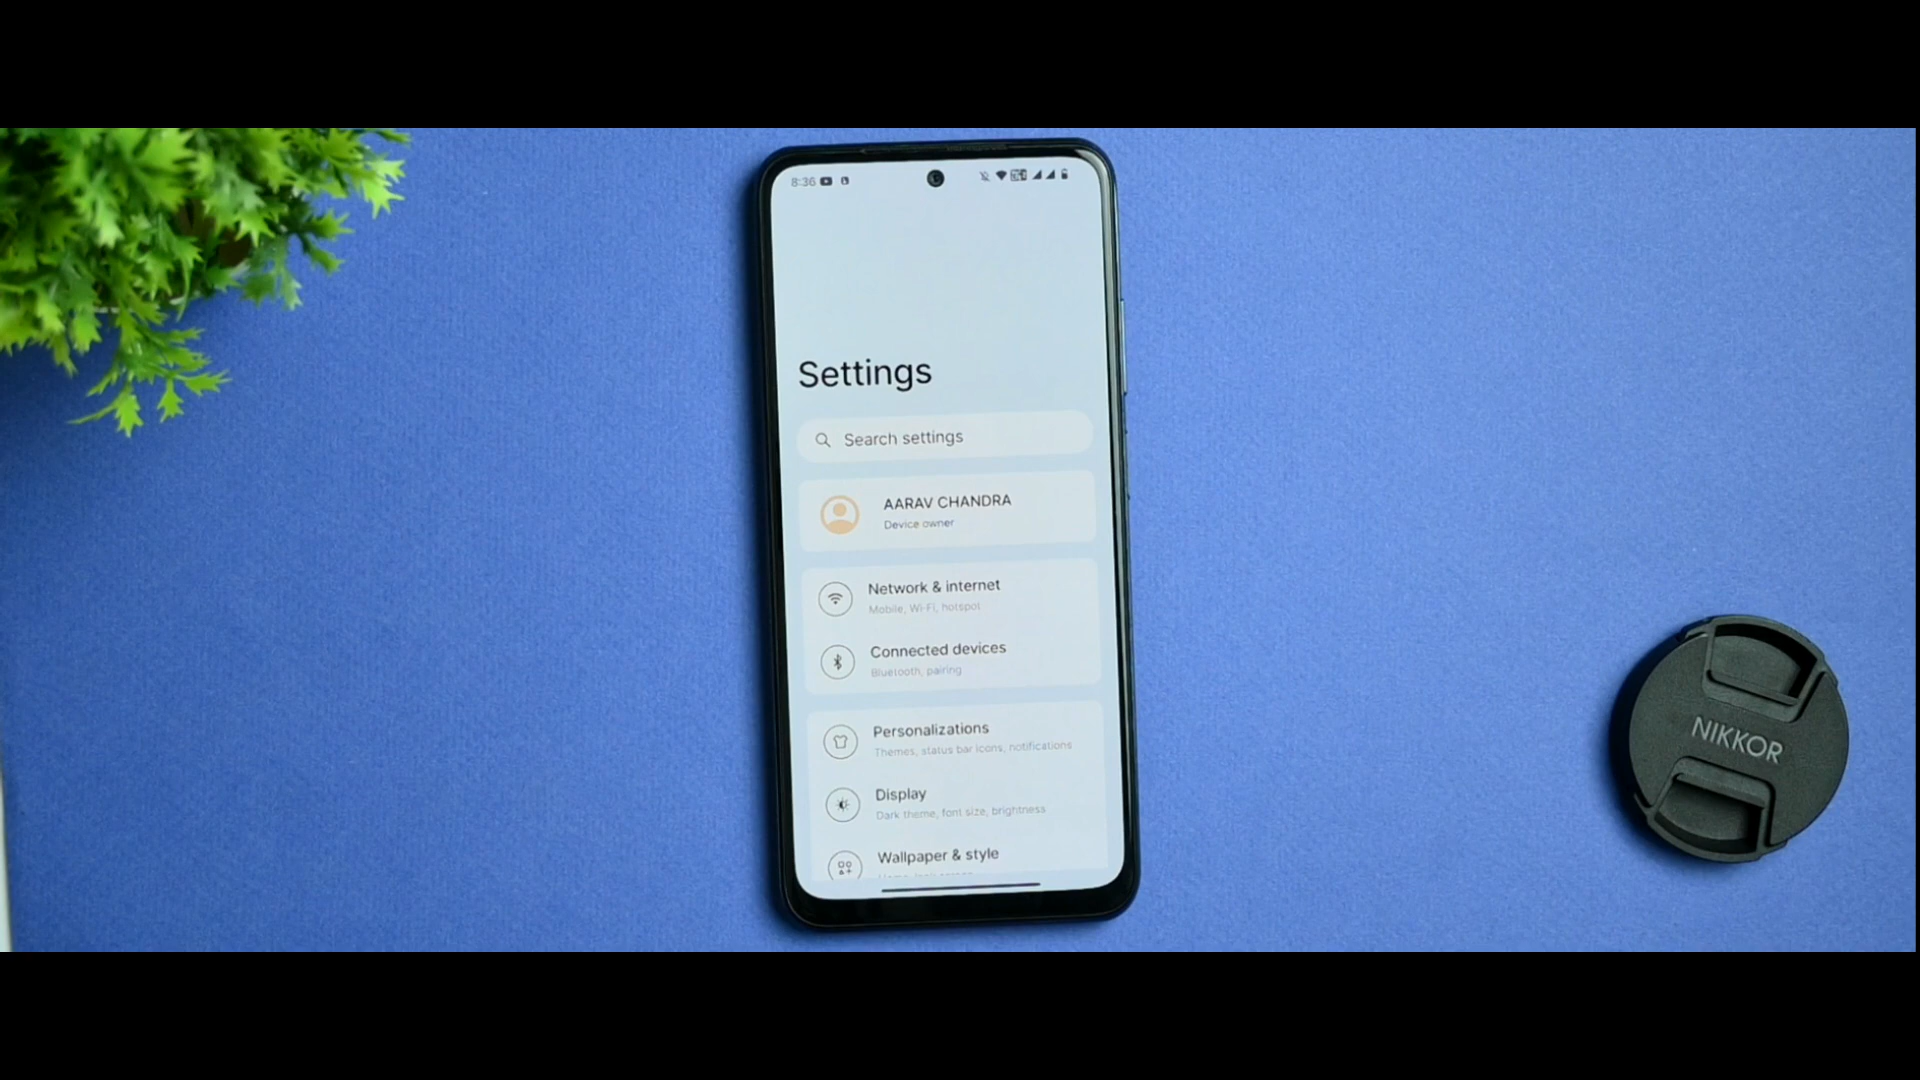 8:36
Settings
Search settings
AARAV CHANDRA
Device owner
Network & internet
Mobile, Wi-Fi, hotspot
Connected devices
Bluetooth, pairing
Personalizations
Themes, status bar icons, notifications
Display
Dark theme, font size, brightness
Wallpaper & style
NIKKOR